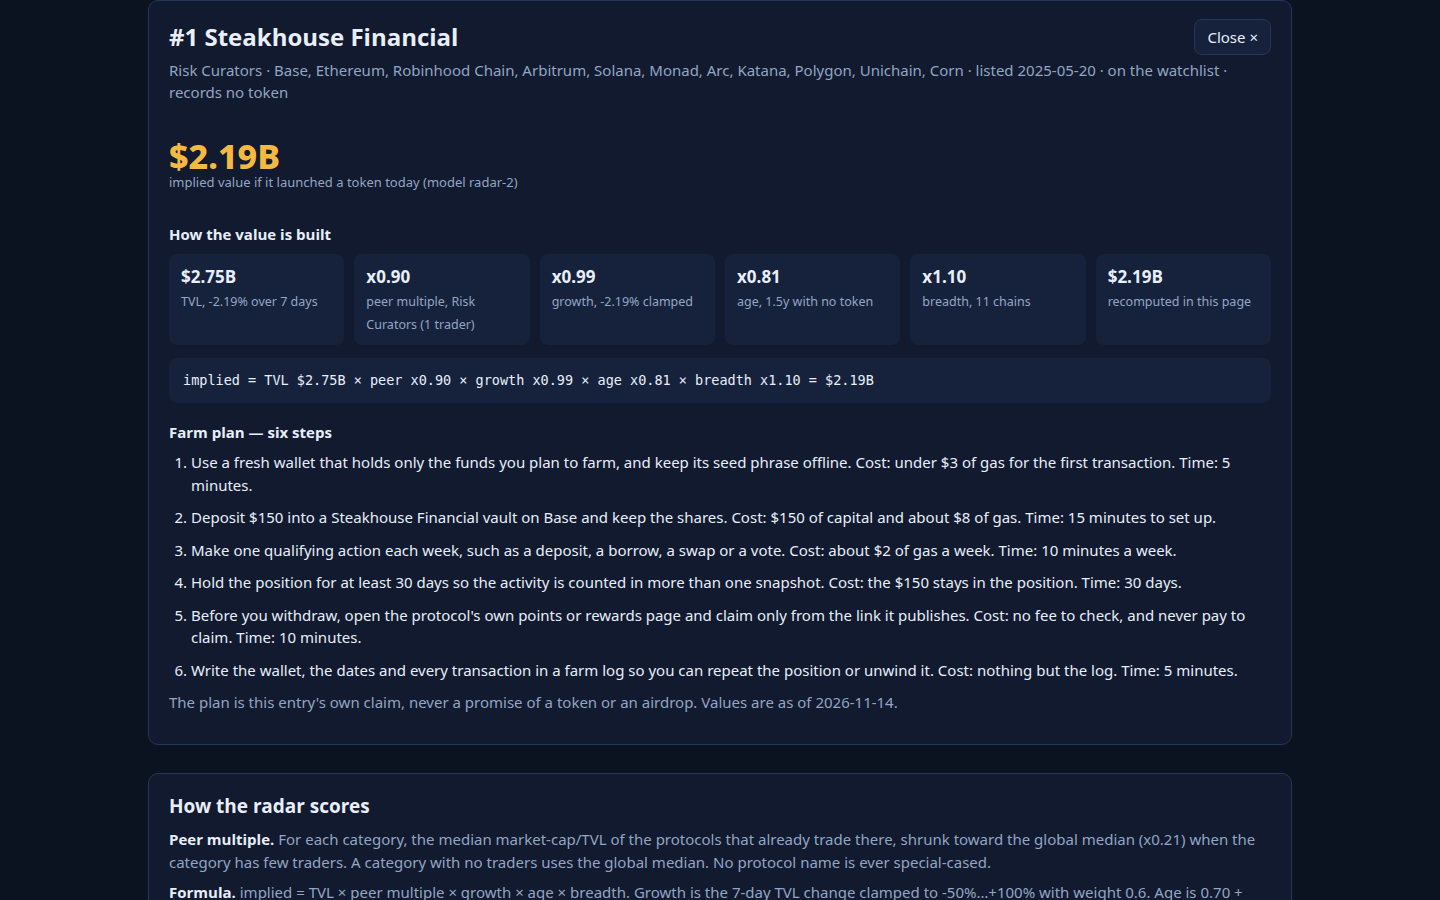 #1 Steakhouse Financial
Close ×
Risk Curators · Base, Ethereum, Robinhood Chain, Arbitrum, Solana, Monad, Arc, Katana, Polygon, Unichain, Corn · listed 2025-05-20 · on the watchlist ·
records no token
$2.19B
implied value if it launched a token today (model radar-2)
How the value is built
$2.75B
TVL, -2.19% over 7 days
x0.90
peer multiple, Risk
Curators (1 trader)
x0.99
growth, -2.19% clamped
x0.81
age, 1.5y with no token
x1.10
breadth, 11 chains
$2.19B
recomputed in this page
implied = TVL $2.75B × peer x0.90 × growth x0.99 × age x0.81 × breadth x1.10 = $2.19B
Farm plan — six steps
1. Use a fresh wallet that holds only the funds you plan to farm, and keep its seed phrase offline. Cost: under $3 of gas for the first transaction. Time: 5
minutes.
2. Deposit $150 into a Steakhouse Financial vault on Base and keep the shares. Cost: $150 of capital and about $8 of gas. Time: 15 minutes to set up.
3. Make one qualifying action each week, such as a deposit, a borrow, a swap or a vote. Cost: about $2 of gas a week. Time: 10 minutes a week.
4. Hold the position for at least 30 days so the activity is counted in more than one snapshot. Cost: the $150 stays in the position. Time: 30 days.
5. Before you withdraw, open the protocol's own points or rewards page and claim only from the link it publishes. Cost: no fee to check, and never pay to
claim. Time: 10 minutes.
6. Write the wallet, the dates and every transaction in a farm log so you can repeat the position or unwind it. Cost: nothing but the log. Time: 5 minutes.
The plan is this entry's own claim, never a promise of a token or an airdrop. Values are as of 2026-11-14.
How the radar scores
Peer multiple. For each category, the median market-cap/TVL of the protocols that already trade there, shrunk toward the global median (x0.21) when the
category has few traders. A category with no traders uses the global median. No protocol name is ever special-cased.
Formula. implied = TVL × peer multiple × growth × age × breadth. Growth is the 7-day TVL change clamped to -50%...+100% with weight 0.6. Age is 0.70 +